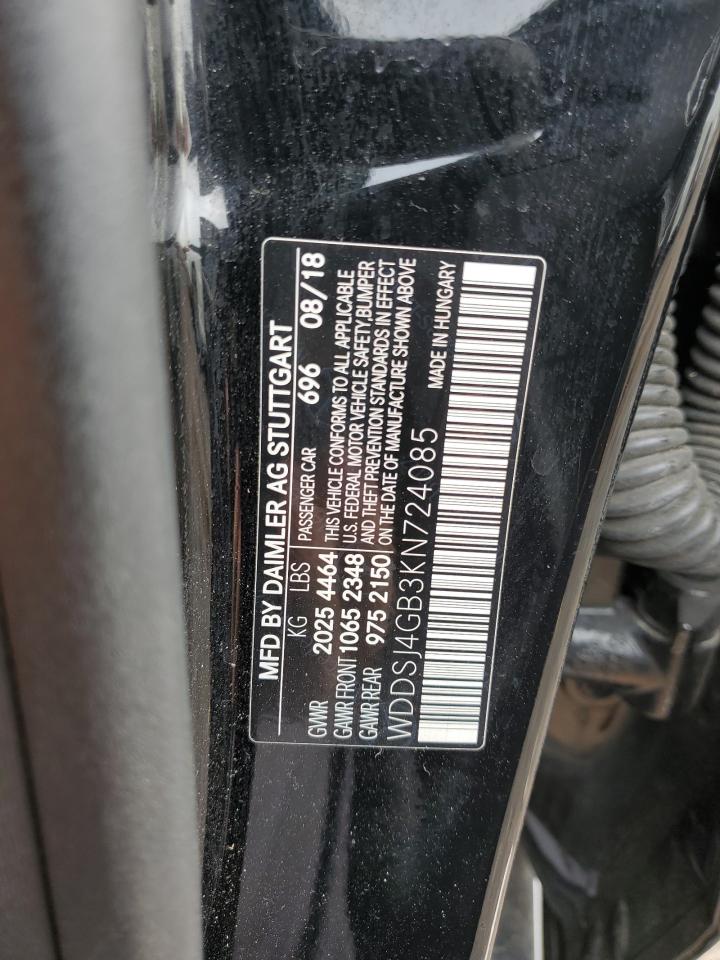 MFD BY DAIMLER AG STUTTGART
KG LBS PASSENGER CAR 696 08/18
GVWR 2025 4464 THIS VEHICLE CONFORMS TO ALL APPLICABLE
GAWR FRONT 1065 2348 U.S. FEDERAL MOTOR VEHICLE SAFETY, BUMPER
GAWR REAR 975 2150 AND THEFT PREVENTION STANDARDS IN EFFECT
ON THE DATE OF MANUFACTURE SHOWN ABOVE
WDDSJ4GB3KN724085 MADE IN HUNGARY